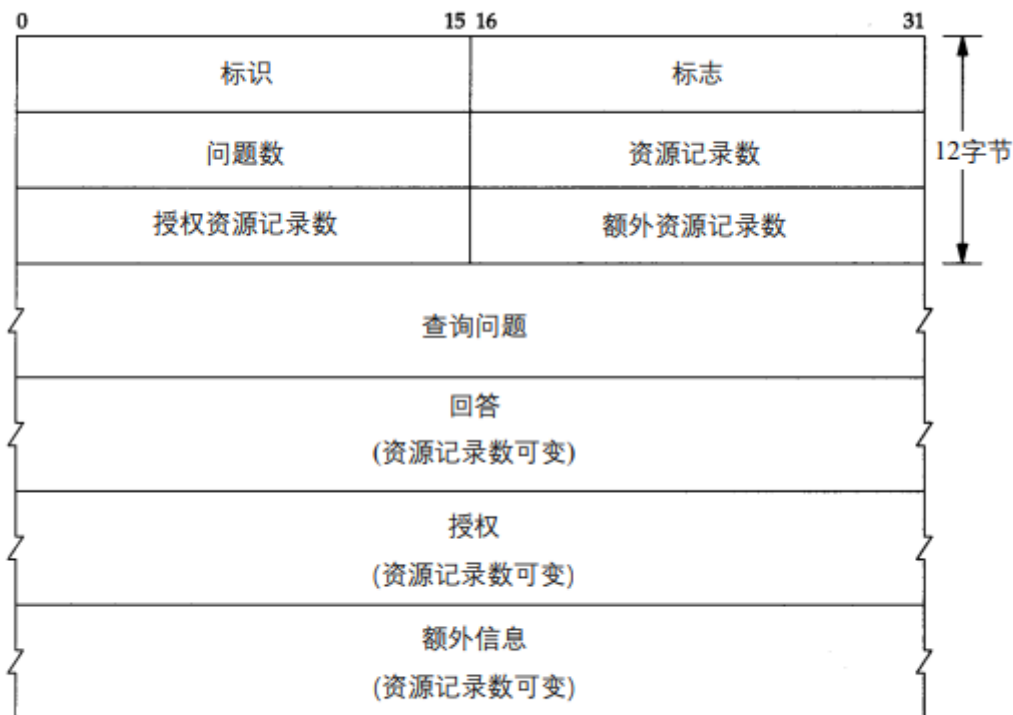 0 15 16 31
标识 标志
问题数 资源记录数 12字节
授权资源记录数 额外资源记录数
查询问题
回答
(资源记录数可变)
授权
(资源记录数可变)
额外信息
(资源记录数可变)